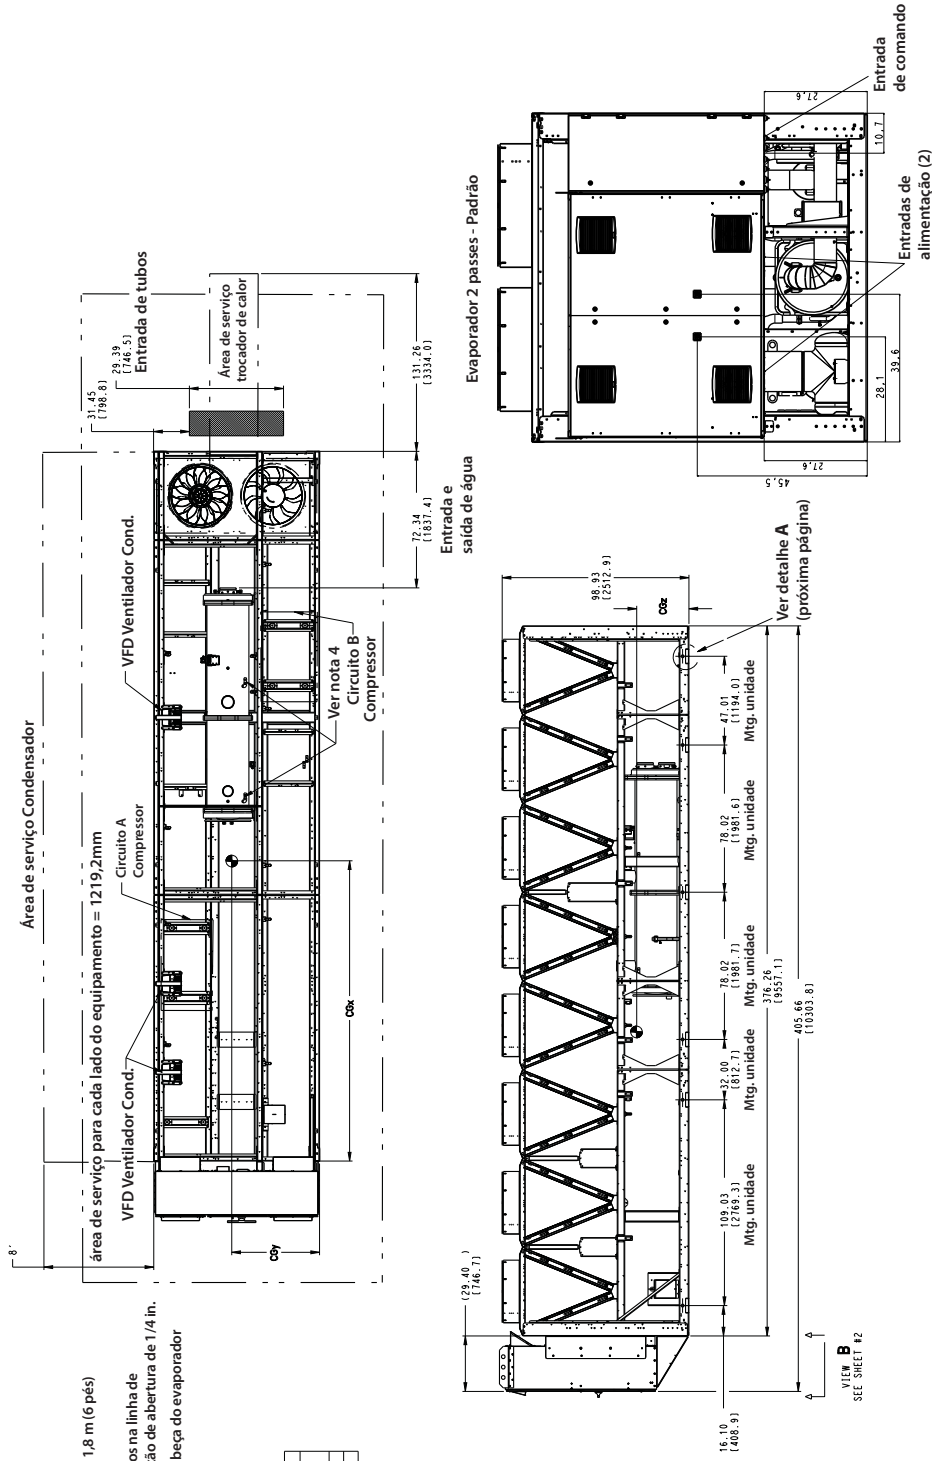 8'
1,8 m (6 pés)
os na linha de
ão de abertura de 1/4 in.
beça do evaporador
Área de serviço Condensador
área de serviço para cada lado do equipamento = 1219,2mm
VFD Ventilador Cond.
Circuito A
Compressor
VFD Ventilador Cond.
Ver nota 4
Circuito B
Compressor
CGx
CGy
31.45
[798.8]
29.39
[746.5]
Entrada de tubos
Área de serviço
trocador de calor
131.26
[3334.0]
72.34
[1837.4]
Entrada e
saída de agua
Evaporador 2 passes - Padrão
Entrada
de comando
27,6
10,7
Entradas de
alimentação (2)
39,6
28,1
27,6
45,5
(29.40 )
[746.7]
98.93
[2512.9]
CGz
Ver detalhe A
(próxima página)
16.10
[408.9]
109.03
[2769.3]
Mtg. unidade
32.00
[812.7]
Mtg. unidade
78.02
[1981.7]
Mtg. unidade
78.02
[1981.6]
Mtg. unidade
47.01
[1194.0]
Mtg. unidade
376.26
[9557.1]
405.66
[10303.8]
VIEW B
SEE SHEET #2